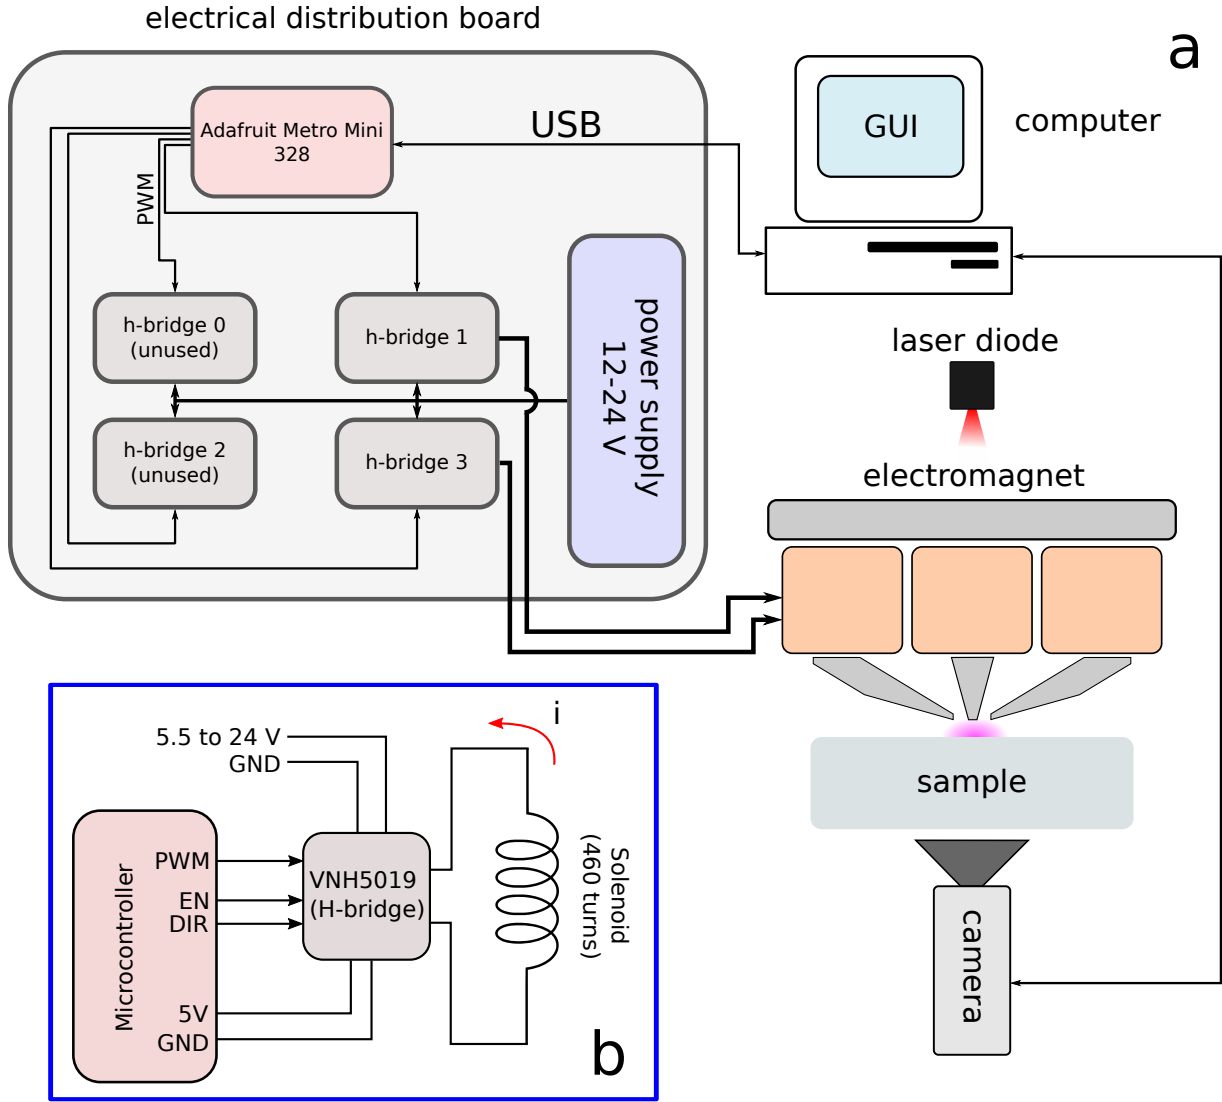 electrical distribution board
a
Adafruit Metro Mini
328
USB
GUI
computer
PWM
h-bridge 0
(unused)
h-bridge 1
h-bridge 2
(unused)
h-bridge 3
power supply
12-24 V
laser diode
electromagnet
sample
camera
i
5.5 to 24 V
GND
Microcontroller
PWM
EN
DIR
5V
GND
VNH5019
(H-bridge)
Solenoid
(460 turns)
b